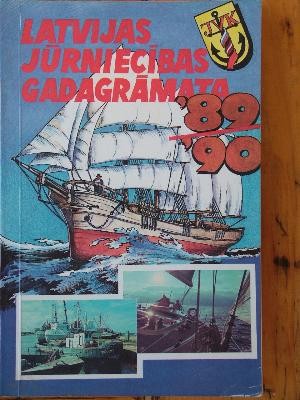 LATVIJAS
JŪRNIECĪBAS
GADAGRĀMATA
'89
'90
JVK